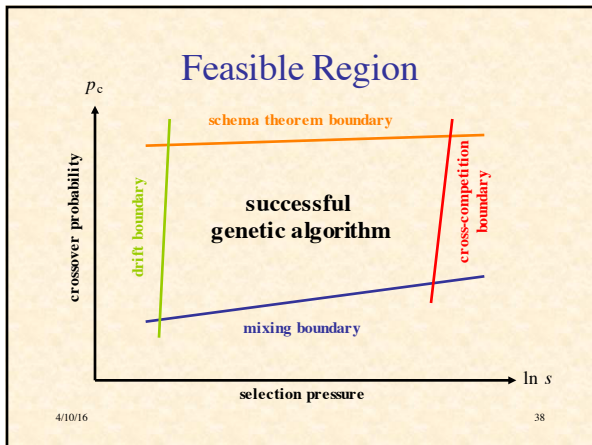 Feasible Region
p_c
schema theorem boundary
crossover probability
drift boundary
successful
genetic algorithm
cross-competition
boundary
mixing boundary
ln s
selection pressure
4/10/16
38